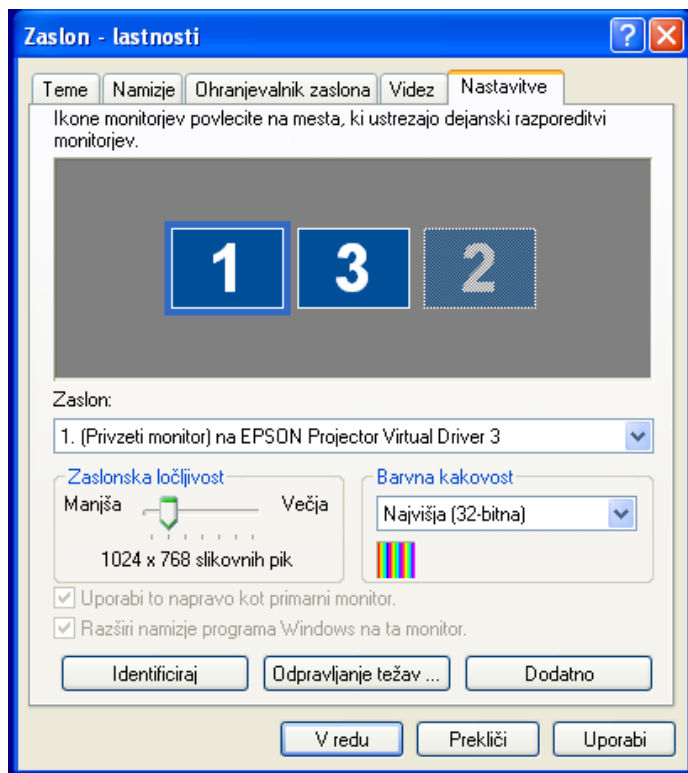 Zaslon - lastnosti
Teme Namizje Ohranjevalnik zaslona Videz Nastavitve
Ikone monitorjev povlecite na mesta, ki ustrezajo dejanski razporeditvi
monitorjev.
1 3 2
Zaslon:
1. (Privzeti monitor) na EPSON Projector Virtual Driver 3
Zaslonska ločljivost
Manjša Večja
1024 x 768 slikovnih pik
Barvna kakovost
Najvišja (32-bitna)
Uporabi to napravo kot primarni monitor.
Razširi namizje programa Windows na ta monitor.
Identificiraj Odpravljanje težav ... Dodatno
V redu Prekliči Uporabi